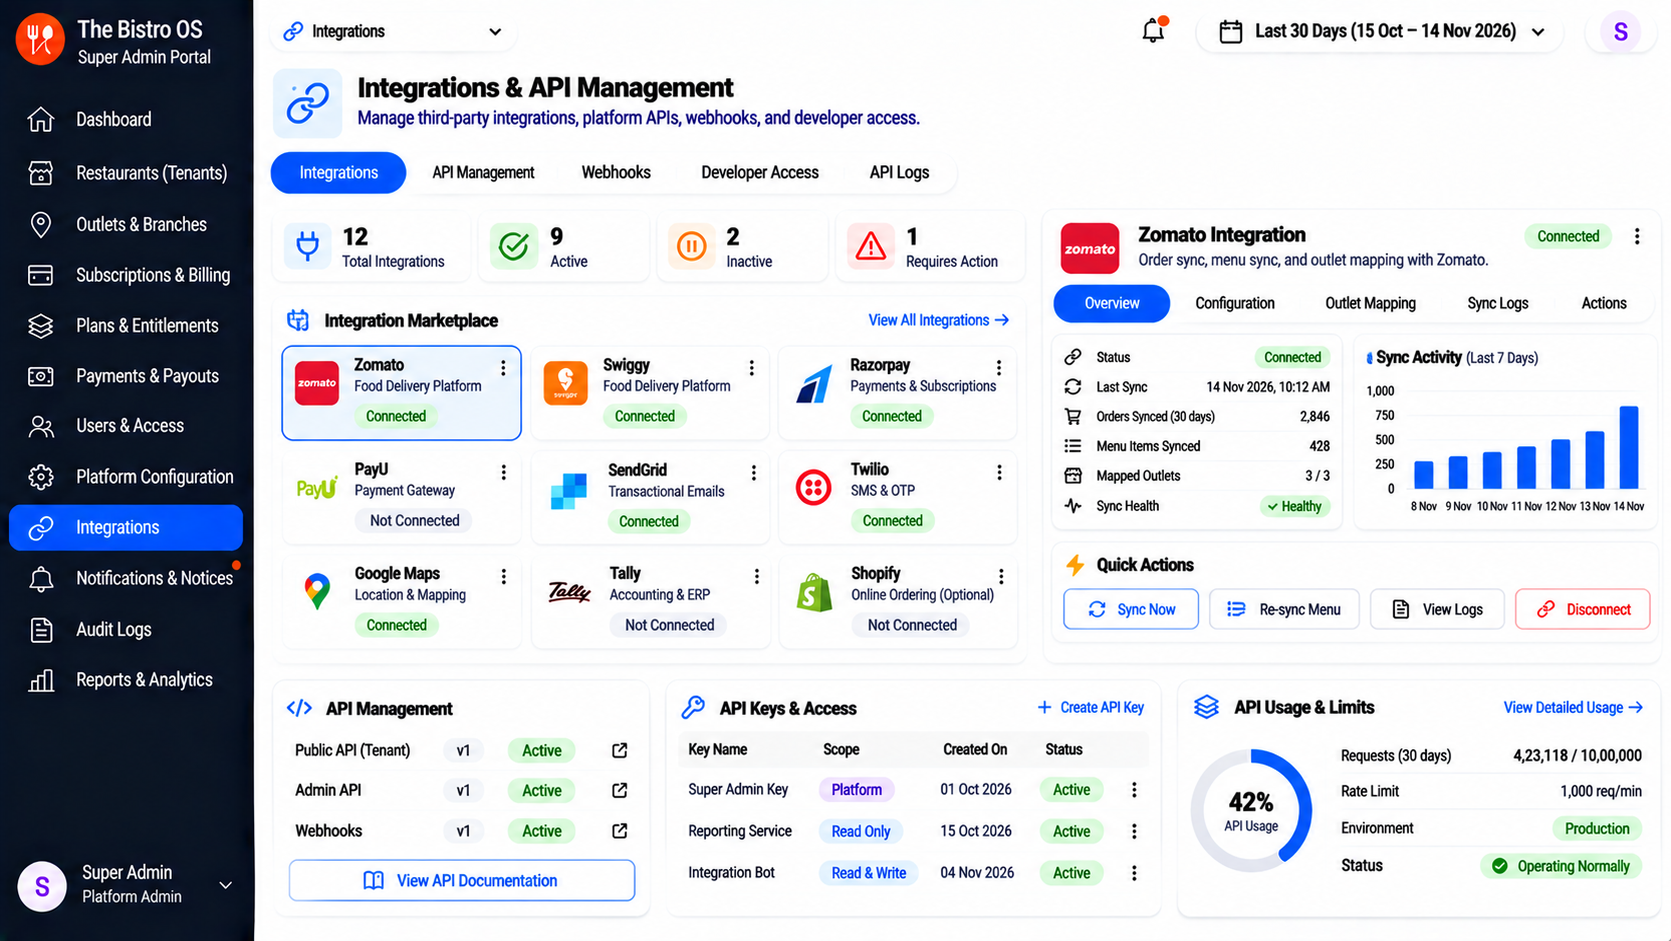 The Bistro OS
Super Admin Portal
Dashboard
Restaurants (Tenants)
Outlets & Branches
Subscriptions & Billing
Plans & Entitlements
Payments & Payouts
Users & Access
Platform Configuration
Integrations
Notifications & Notices
Audit Logs
Reports & Analytics
S
Super Admin
Platform Admin
Integrations
Last 30 Days (15 Oct – 14 Nov 2026)
S
Integrations & API Management
Manage third-party integrations, platform APIs, webhooks, and developer access.
Integrations
API Management
Webhooks
Developer Access
API Logs
12
Total Integrations
9
Active
2
Inactive
1
Requires Action
Integration Marketplace
View All Integrations →
zomato
Zomato
Food Delivery Platform
Connected
Swiggy
Food Delivery Platform
Connected
Razorpay
Payments & Subscriptions
Connected
PayU
PayU
Payment Gateway
Not Connected
SendGrid
Transactional Emails
Connected
Twilio
SMS & OTP
Connected
Google Maps
Location & Mapping
Connected
Tally
Tally
Accounting & ERP
Not Connected
S
Shopify
Online Ordering (Optional)
Not Connected
zomato
Zomato Integration
Order sync, menu sync, and outlet mapping with Zomato.
Connected
Overview
Configuration
Outlet Mapping
Sync Logs
Actions
Status Connected
Last Sync 14 Nov 2026, 10:12 AM
Orders Synced (30 days) 2,846
Menu Items Synced 428
Mapped Outlets 3 / 3
Sync Health Healthy
Sync Activity (Last 7 Days)
1,000
750
500
250
0
8 Nov 9 Nov 10 Nov 11 Nov 12 Nov 13 Nov 14 Nov
Quick Actions
Sync Now
Re-sync Menu
View Logs
Disconnect
</> API Management
Public API (Tenant) v1 Active
Admin API v1 Active
Webhooks v1 Active
View API Documentation
API Keys & Access
+ Create API Key
Key Name Scope Created On Status
Super Admin Key Platform 01 Oct 2026 Active
Reporting Service Read Only 15 Oct 2026 Active
Integration Bot Read & Write 04 Nov 2026 Active
API Usage & Limits
View Detailed Usage →
42%
API Usage
Requests (30 days) 4,23,118 / 10,00,000
Rate Limit 1,000 req/min
Environment Production
Status Operating Normally